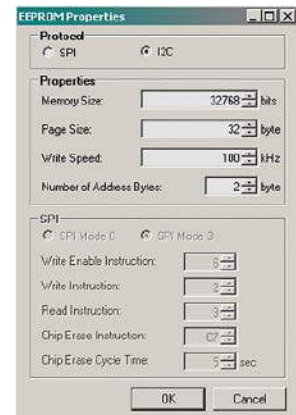 EEPROM Properties
Protocol
SPI I2C
Properties
Memory Size: 32768 bits
Page Size: 32 byte
Write Speed: 100 kHz
Number of Address Bytes: 2 byte
SPI
SPI Mode 0 SPI Mode 3
Write Enable Instruction: 6
Write Instruction: 2
Read Instruction: 3
Chip Erase Instruction: C7
Chip Erase Cycle Time: 5 sec
OK Cancel